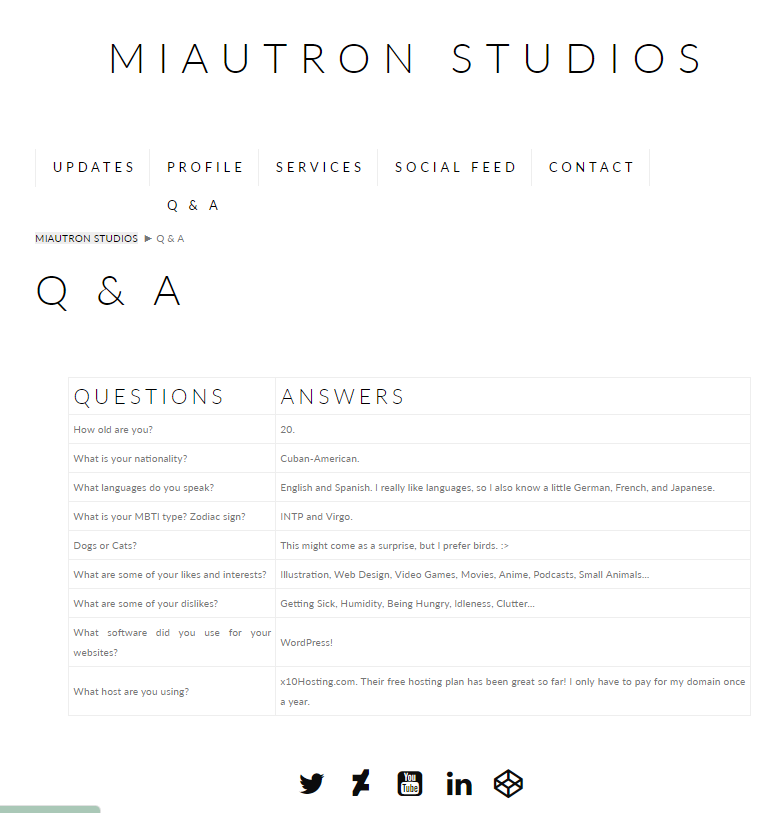 MIAUTRON STUDIOS
UPDATES PROFILE SERVICES SOCIAL FEED CONTACT
Q & A
MIAUTRON STUDIOS ► Q & A
Q & A
QUESTIONS ANSWERS
How old are you? 20.
What is your nationality? Cuban-American.
What languages do you speak? English and Spanish. I really like languages, so I also know a little German, French, and Japanese.
What is your MBTI type? Zodiac sign? INTP and Virgo.
Dogs or Cats? This might come as a surprise, but I prefer birds. :>
What are some of your likes and interests? Illustration, Web Design, Video Games, Movies, Anime, Podcasts, Small Animals...
What are some of your dislikes? Getting Sick, Humidity, Being Hungry, Idleness, Clutter...
What software did you use for your
websites?
WordPress!
What host are you using?
x10Hosting.com. Their free hosting plan has been great so far! I only have to pay for my domain once
a year.
You
Tube
in